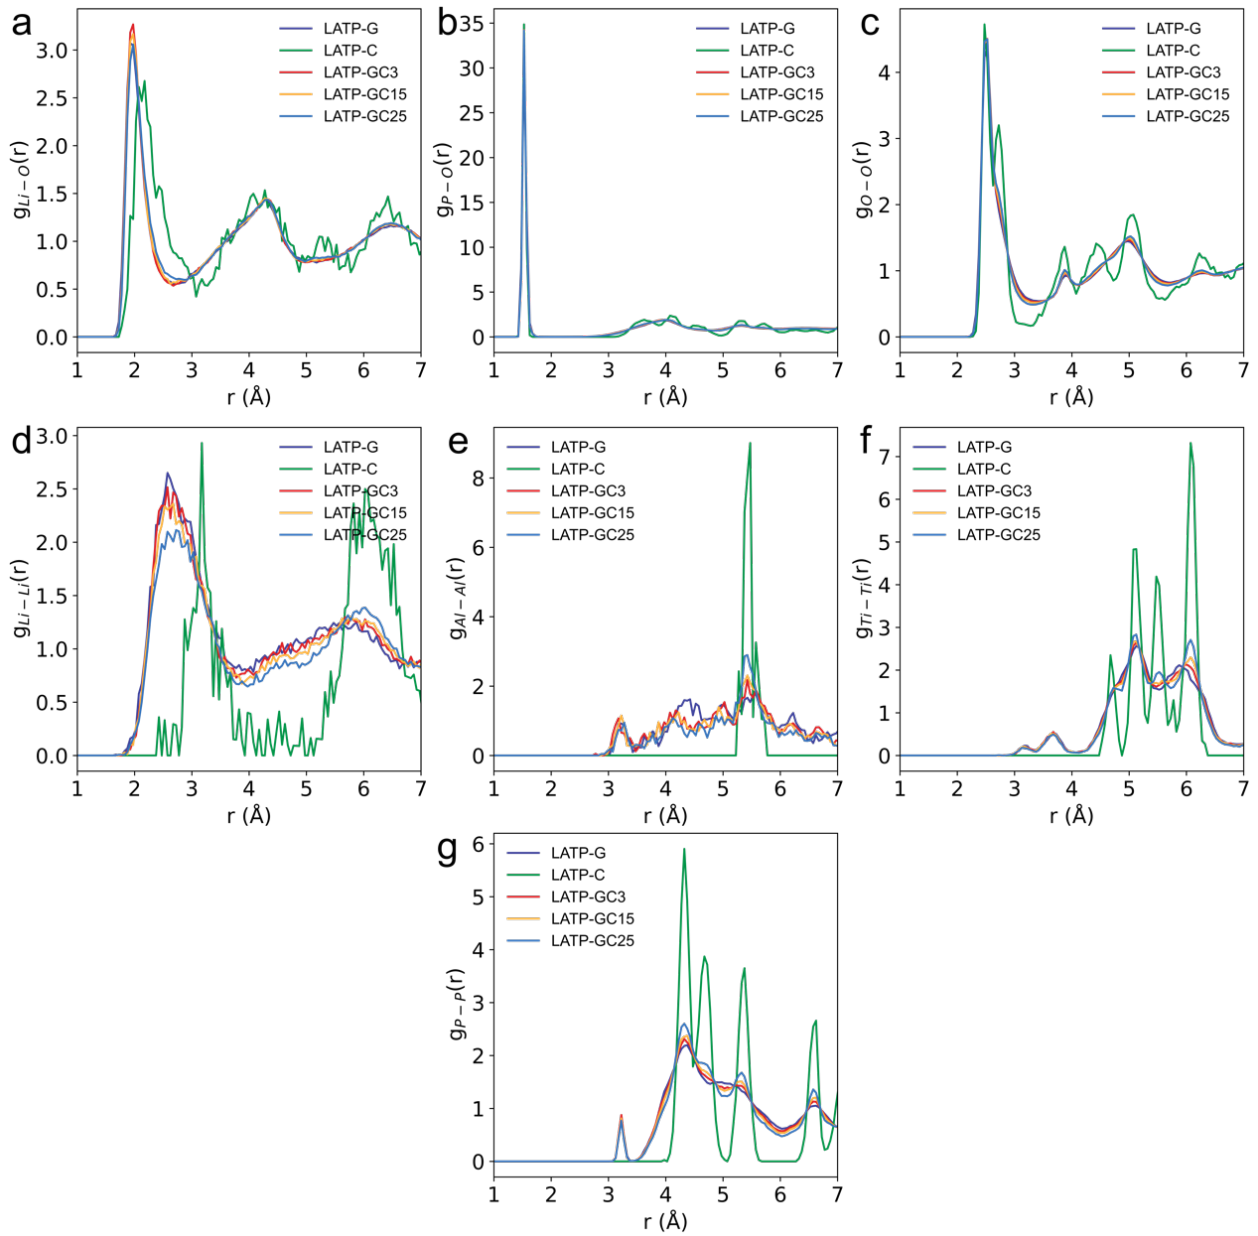 a
3.0
2.5
2.0
1.5
1.0
0.5
0.0
1 2 3 4 5 6 7
r (Å)
g_{Li−O}(r)
LATP-G
LATP-C
LATP-GC3
LATP-GC15
LATP-GC25
b
35
30
25
20
15
10
5
0
1 2 3 4 5 6 7
r (Å)
g_{P−O}(r)
LATP-G
LATP-C
LATP-GC3
LATP-GC15
LATP-GC25
c
4
3
2
1
0
1 2 3 4 5 6 7
r (Å)
g_{O−O}(r)
LATP-G
LATP-C
LATP-GC3
LATP-GC15
LATP-GC25
d
3.0
2.5
2.0
1.5
1.0
0.5
0.0
1 2 3 4 5 6 7
r (Å)
g_{Li−Li}(r)
LATP-G
LATP-C
LATP-GC3
LATP-GC15
LATP-GC25
e
8
6
4
2
0
1 2 3 4 5 6 7
r (Å)
g_{Al−Al}(r)
LATP-G
LATP-C
LATP-GC3
LATP-GC15
LATP-GC25
f
7
6
5
4
3
2
1
0
1 2 3 4 5 6 7
r (Å)
g_{Ti−Ti}(r)
LATP-G
LATP-C
LATP-GC3
LATP-GC15
LATP-GC25
g
6
5
4
3
2
1
0
1 2 3 4 5 6 7
r (Å)
g_{P−P}(r)
LATP-G
LATP-C
LATP-GC3
LATP-GC15
LATP-GC25